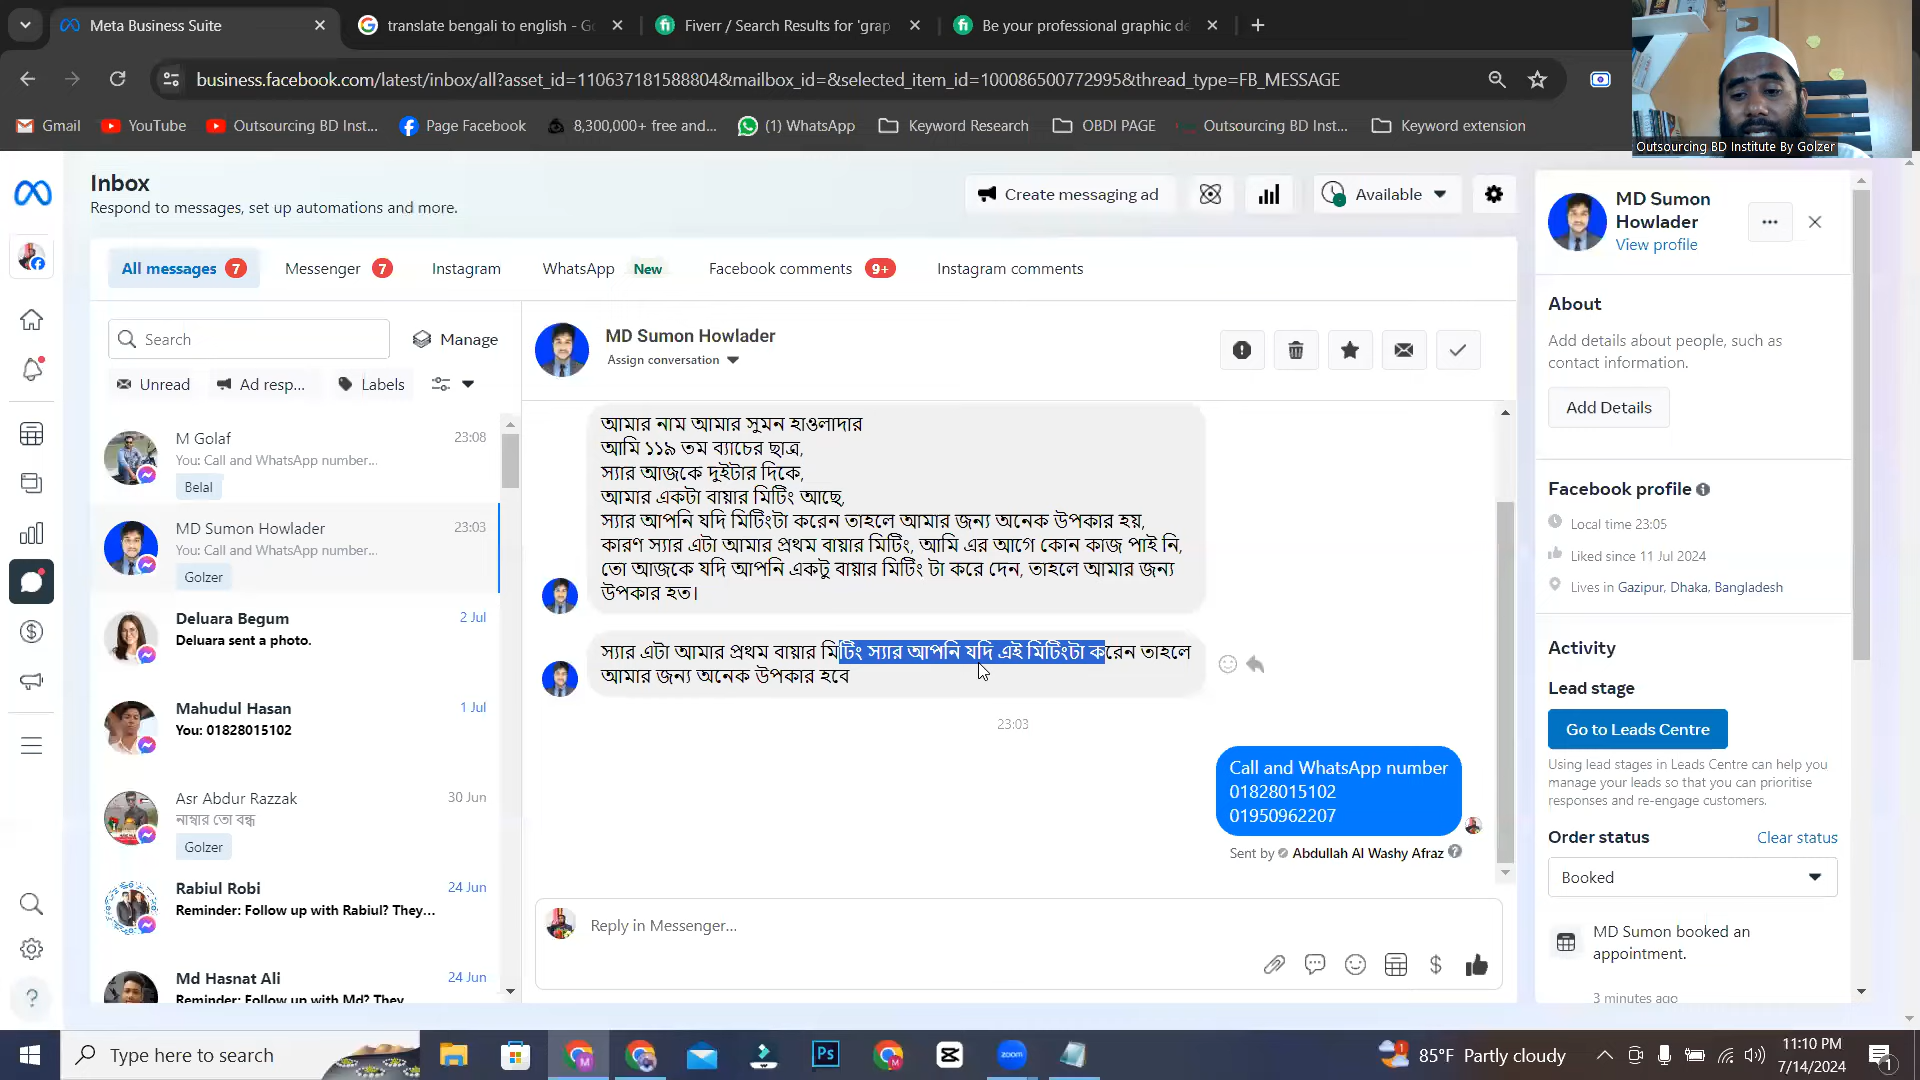 Meta Business Suite
translate bengali to english - Go
Fiverr / Search Results for 'grap
Be your professional graphic de
business.facebook.com/latest/inbox/all?asset_id=110637181588804&mailbox_id=&selected_item_id=100086500772995&thread_type=FB_MESSAGE
Gmail
YouTube
Outsourcing BD Inst...
Page Facebook
8,300,000+ free and...
(1) WhatsApp
Keyword Research
OBDI PAGE
Outsourcing BD Inst...
Keyword extension
Outsourcing BD Institute By Golzer
Inbox
Respond to messages, set up automations and more.
Create messaging ad
Available
All messages 7
Messenger 7
Instagram
WhatsApp New
Facebook comments 9+
Instagram comments
Search
Manage
Unread
Ad resp...
Labels
M Golaf 23:08
You: Call and WhatsApp number...
Belal
MD Sumon Howlader 23:03
You: Call and WhatsApp number...
Golzer
Deluara Begum 2 Jul
Deluara sent a photo.
Mahudul Hasan 1 Jul
You: 01828015102
Asr Abdur Razzak 30 Jun
নাম্বার তো বন্ধ
Golzer
Rabiul Robi 24 Jun
Reminder: Follow up with Rabiul? They...
Md Hasnat Ali 24 Jun
Reminder: Follow up with Md? They
MD Sumon Howlader
Assign conversation
আমার নাম আমার সুমন হাওলাদার
আমি ১১৯ তম ব্যাচের ছাত্র,
স্যার আজকে দুইটার দিকে,
আমার একটা বায়ার মিটিং আছে,
স্যার আপনি যদি মিটিংটা করেন তাহলে আমার জন্য অনেক উপকার হয়,
কারণ স্যার এটা আমার প্রথম বায়ার মিটিং, আমি এর আগে কোন কাজ পাই নি,
তো আজকে যদি আপনি একটু বায়ার মিটিং টা করে দেন, তাহলে আমার জন্য
উপকার হত।
স্যার এটা আমার প্রথম বায়ার মিটিং স্যার আপনি যদি এই মিটিংটা করেন তাহলে
আমার জন্য অনেক উপকার হবে
23:03
Call and WhatsApp number
01828015102
01950962207
Sent by Abdullah Al Washy Afraz
Reply in Messenger...
MD Sumon
Howlader
View profile
About
Add details about people, such as
contact information.
Add Details
Facebook profile
Local time 23:05
Liked since 11 Jul 2024
Lives in Gazipur, Dhaka, Bangladesh
Activity
Lead stage
Go to Leads Centre
Using lead stages in Leads Centre can help you
manage your leads so that you can prioritise
responses and re-engage customers.
Order status Clear status
Booked
MD Sumon booked an
appointment.
3 minutes ago
Type here to search
Ps
zoom
85°F Partly cloudy
11:10 PM
7/14/2024
1